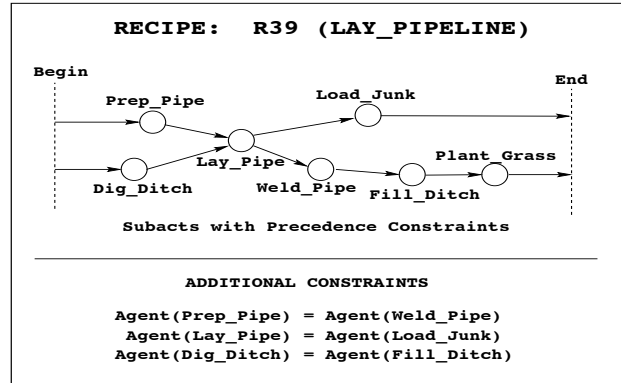 RECIPE: R39 (LAY_PIPELINE)
Begin
End
Prep_Pipe
Load_Junk
Lay_Pipe
Plant_Grass
Dig_Ditch
Weld_Pipe
Fill_Ditch
Subacts with Precedence Constraints
ADDITIONAL CONSTRAINTS
Agent(Prep_Pipe) = Agent(Weld_Pipe)
Agent(Lay_Pipe) = Agent(Load_Junk)
Agent(Dig_Ditch) = Agent(Fill_Ditch)